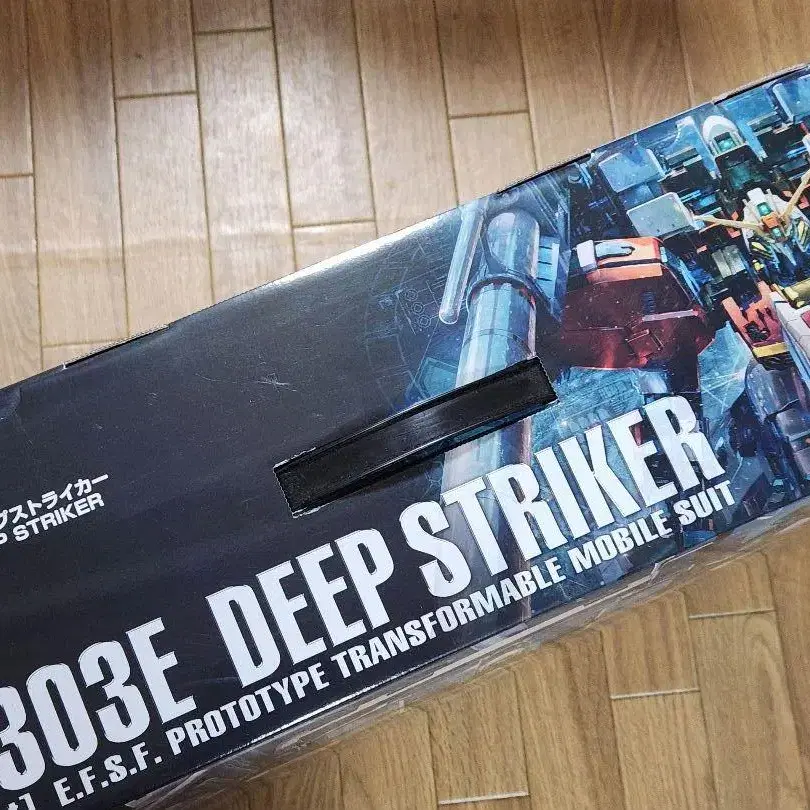 プストライカー
P STRIKER
303E DEEP STRIKER
E.F.S.F. PROTOTYPE TRANSFORMABLE MOBILE SUIT